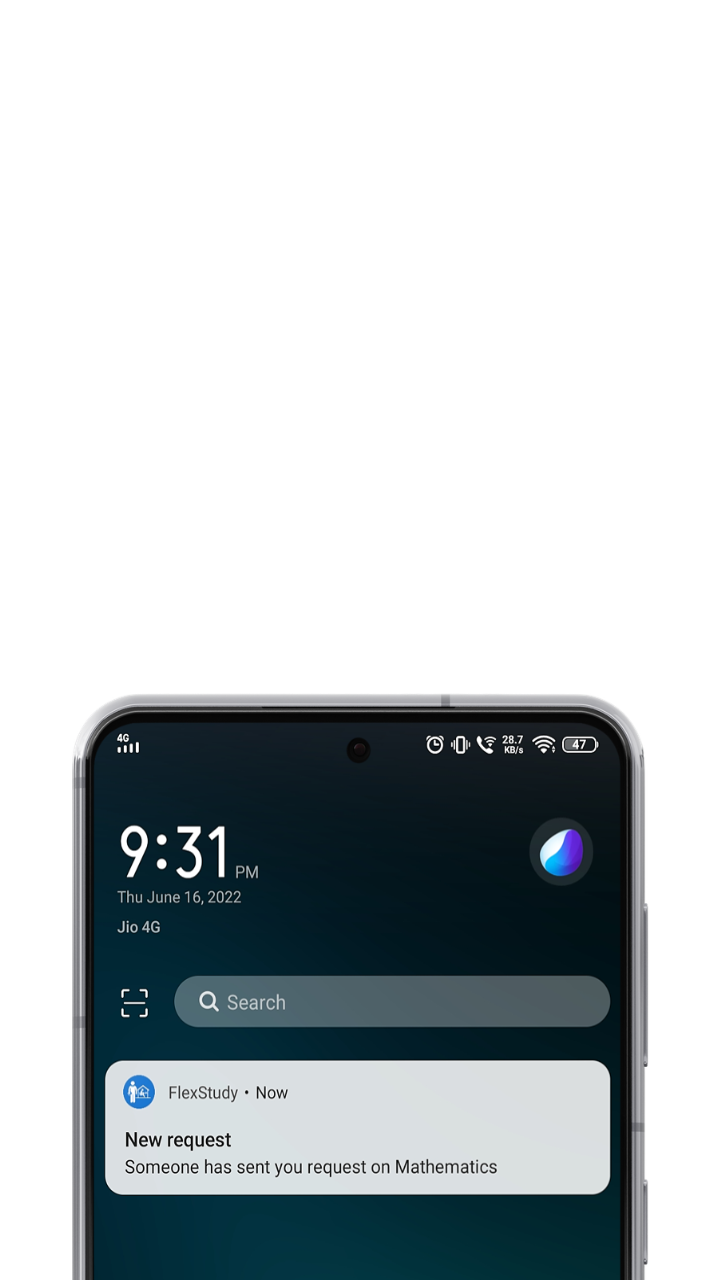 4G
28.7
KB/s
47
9:31 PM
Thu June 16, 2022
Jio 4G
Search
FlexStudy • Now
New request
Someone has sent you request on Mathematics